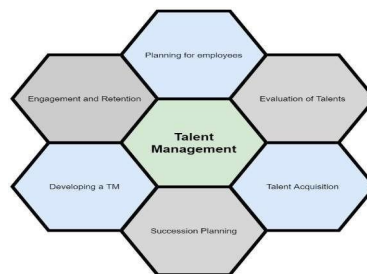 Planning for employees
Engagement and Retention
Evaluation of Talents
Talent
Management
Developing a TM
Talent Acquisition
Succession Planning